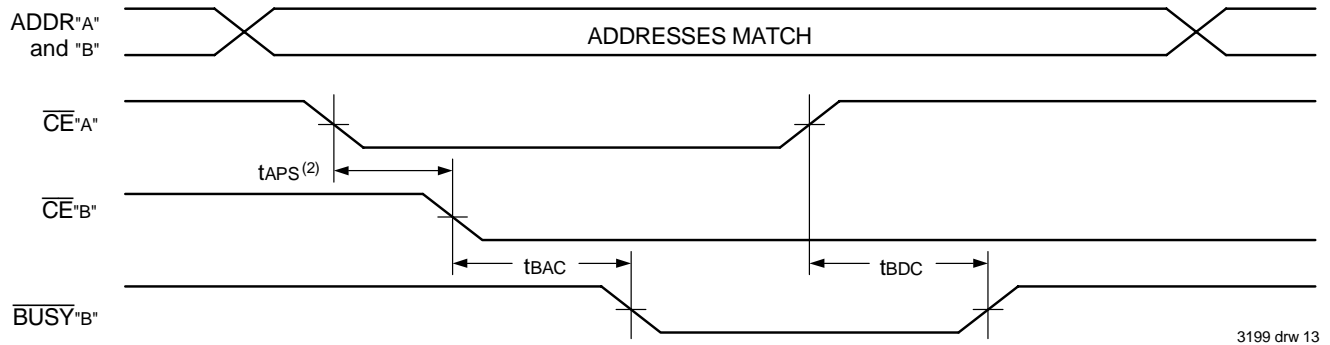 ADDR"A"
and "B"
ADDRESSES MATCH
CE"A"
tAPS(2)
CE"B"
tBAC
tBDC
BUSY"B"
3199 drw 13